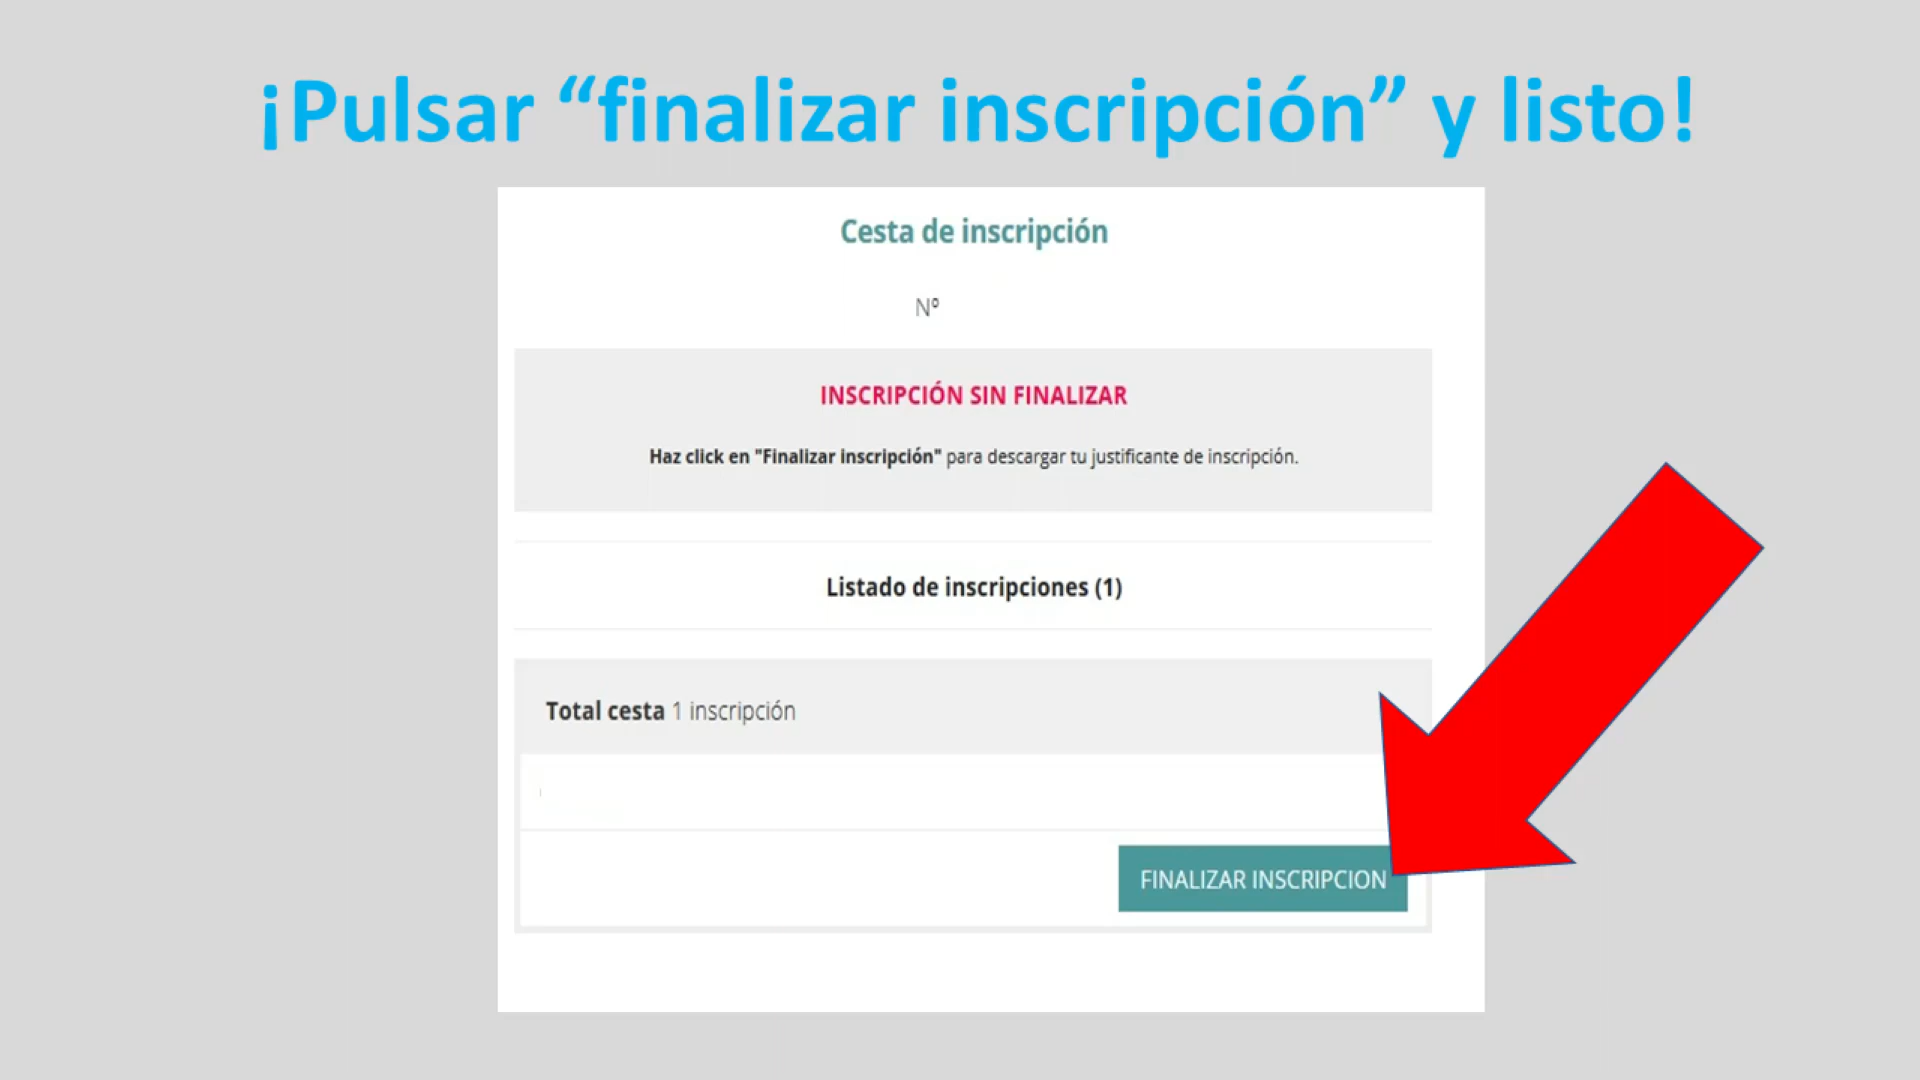 ¡Pulsar “finalizar inscripción” y listo!
Cesta de inscripción
Nº
INSCRIPCIÓN SIN FINALIZAR
Haz click en "Finalizar inscripción" para descargar tu justificante de inscripción.
Listado de inscripciones (1)
Total cesta 1 inscripción
FINALIZAR INSCRIPCION